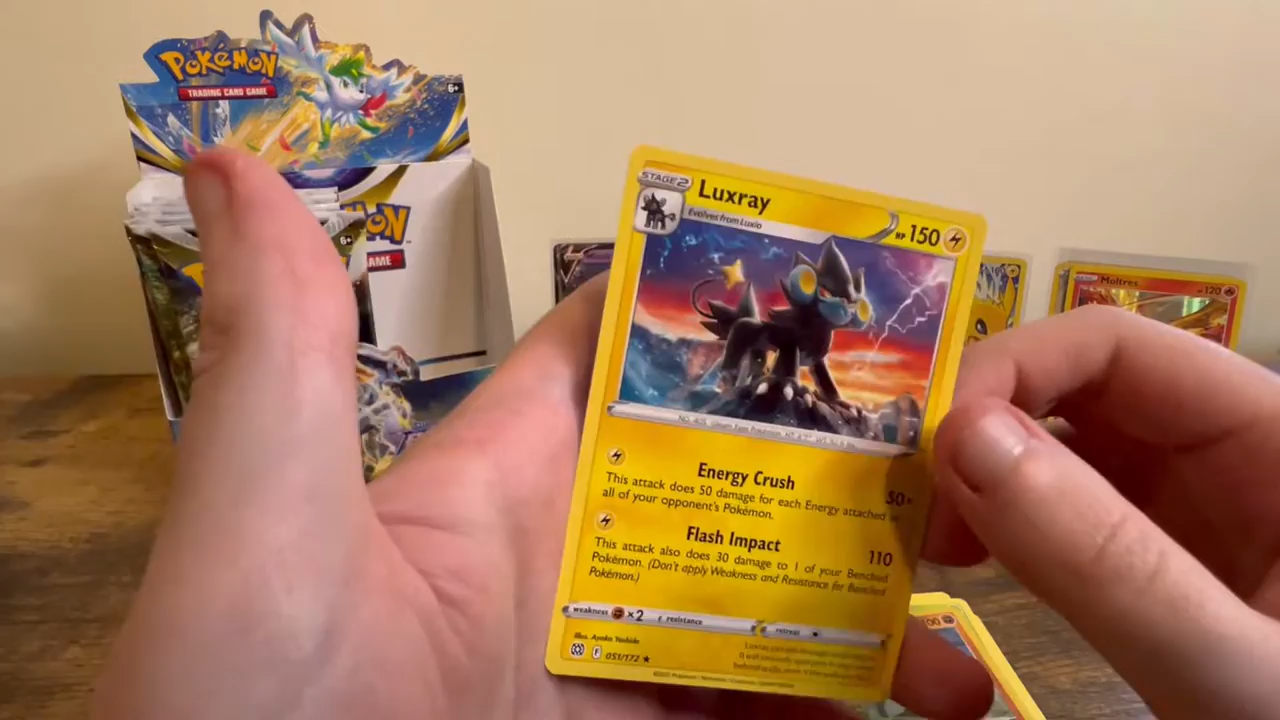 POKéMON
TRADING CARD GAME
6+
6+
ON
AME
STAGE 2
Luxray
Evolves from Luxio
HP 150
Moltres
120
Energy Crush
50
This attack does 50 damage for each Energy attached
all of your opponent's Pokémon.
Flash Impact
110
This attack also does 30 damage to 1 of your Benched
Pokémon. (Don't apply Weakness and Resistance for Benched
Pokémon.)
weakness ×2 resistance retreat
Illus. Ayaka Yoshida
F 051/172 ★